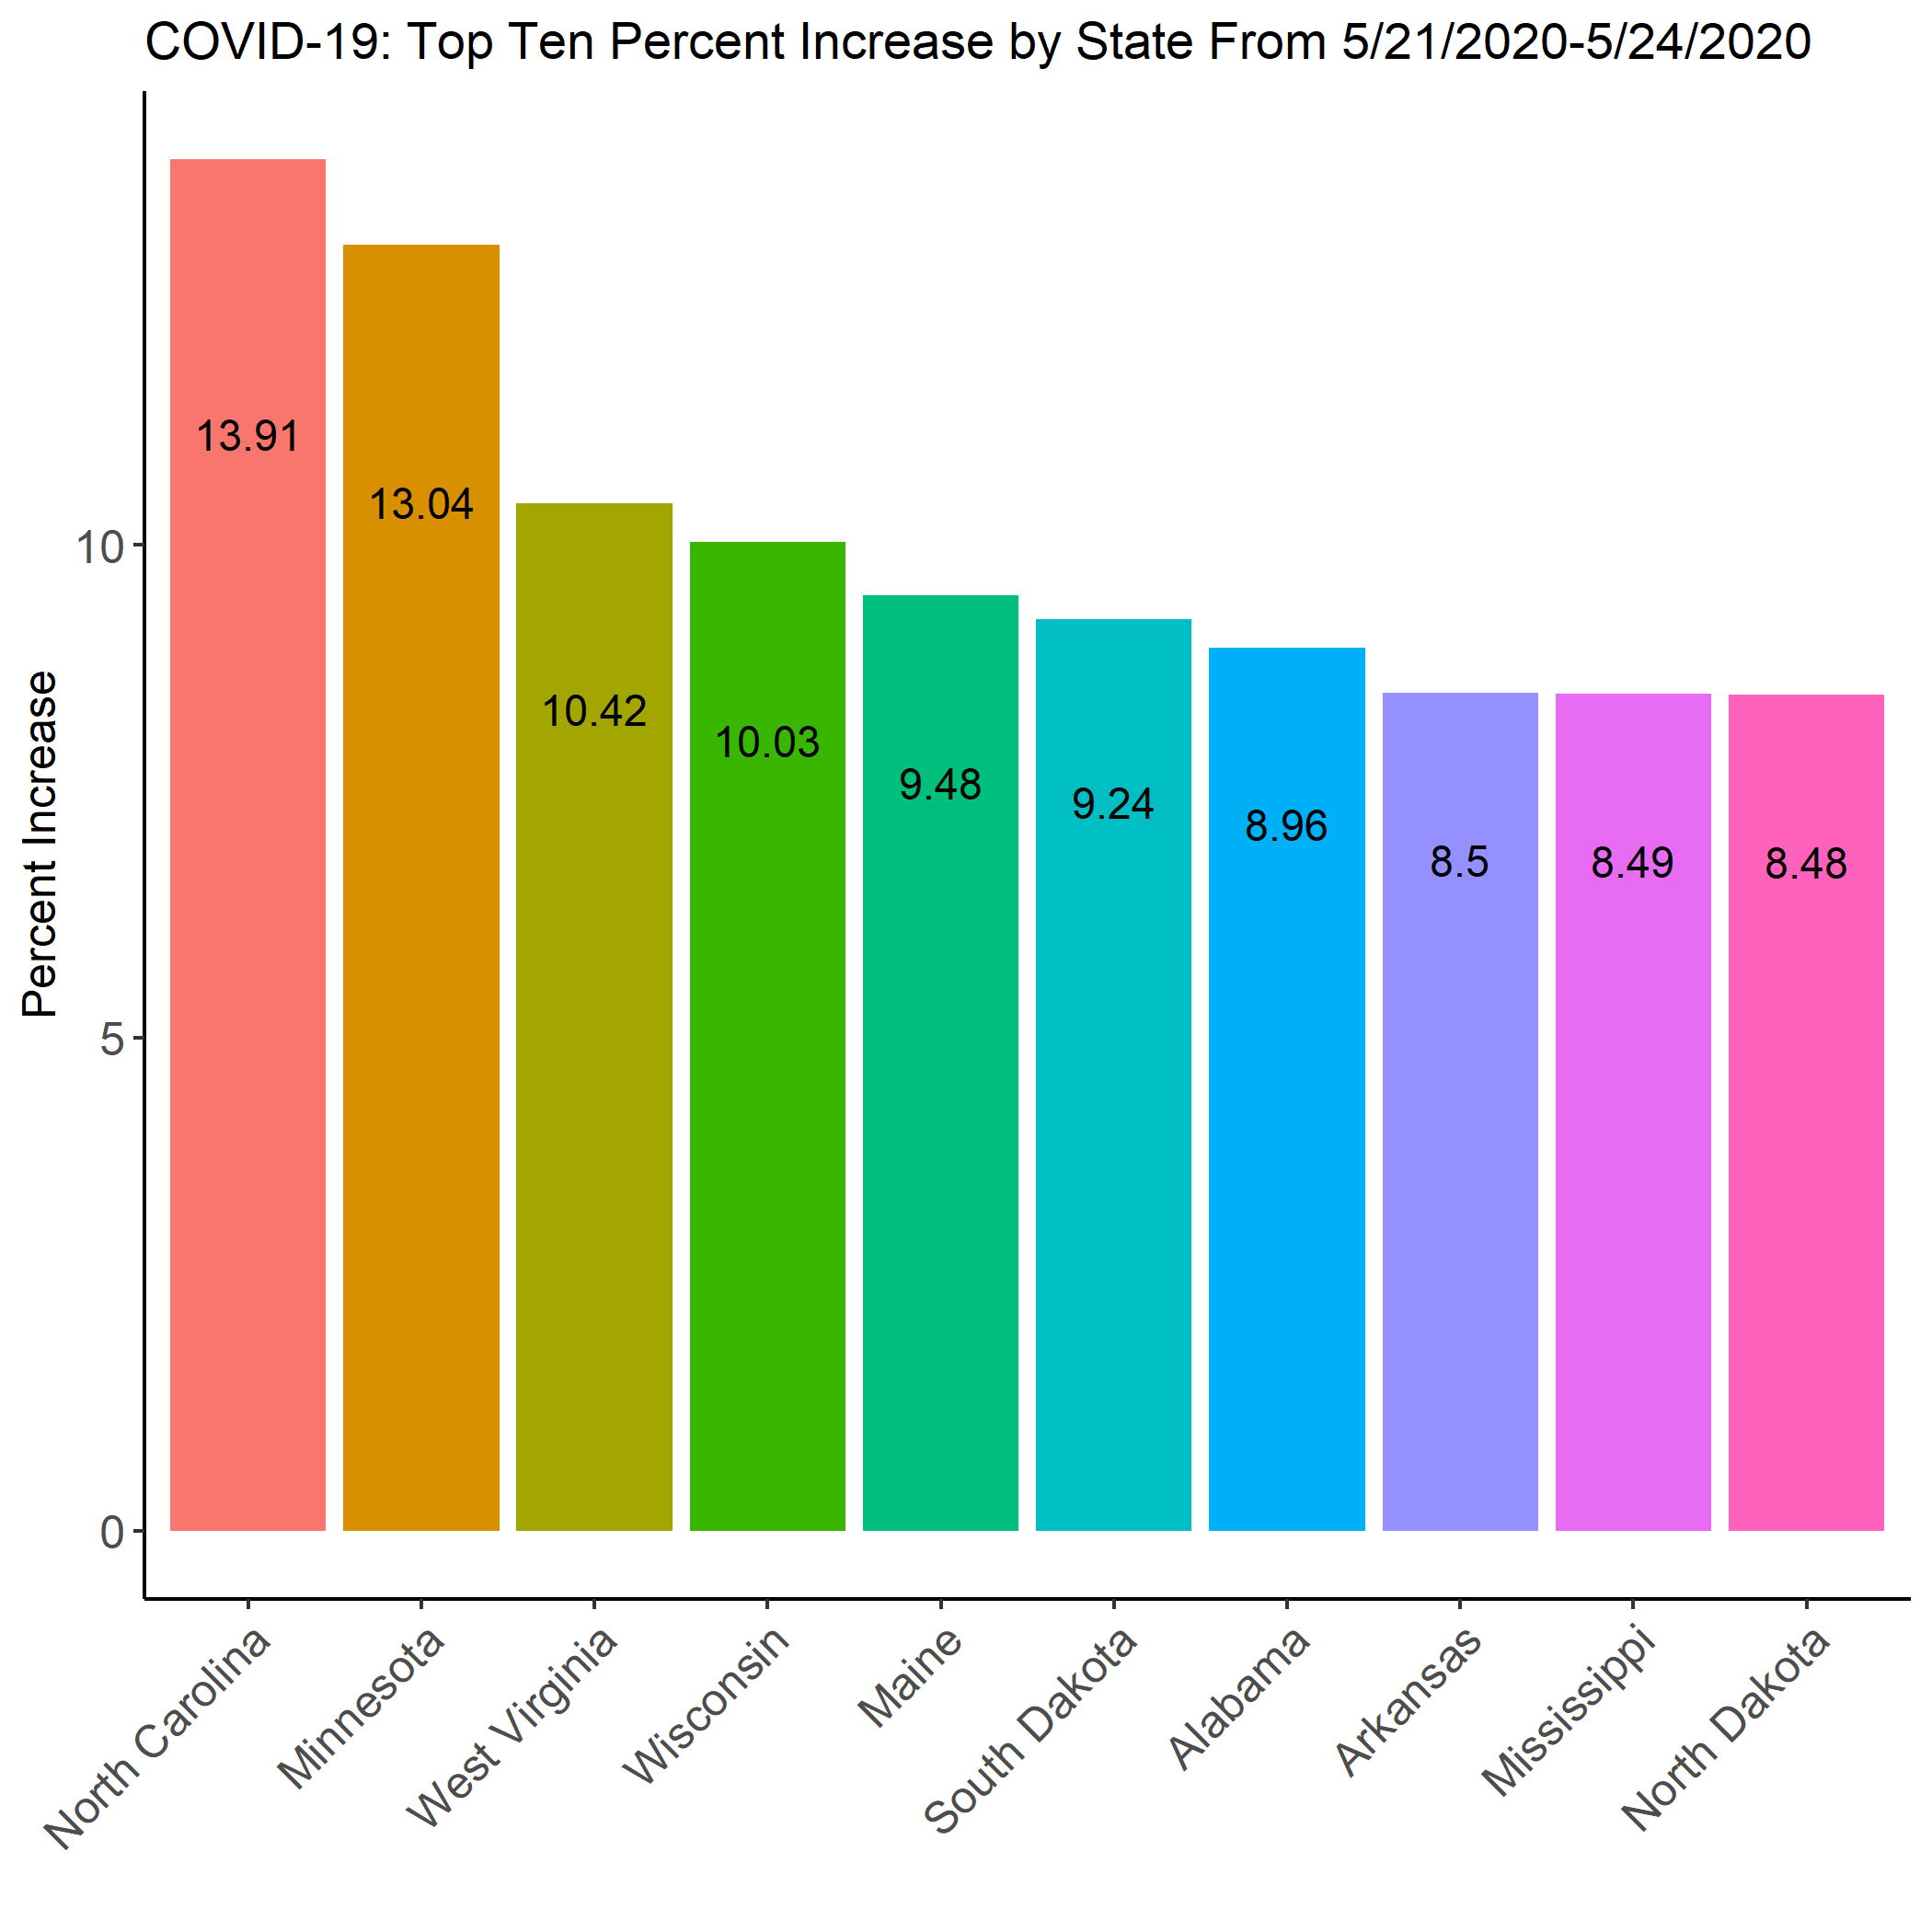 COVID-19: Top Ten Percent Increase by State From 5/21/2020-5/24/2020
Percent Increase
10
5
0
13.91
13.04
10.42
10.03
9.48
9.24
8.96
8.5
8.49
8.48
North Carolina
Minnesota
West Virginia
Wisconsin
Maine
South Dakota
Alabama
Arkansas
Mississippi
North Dakota